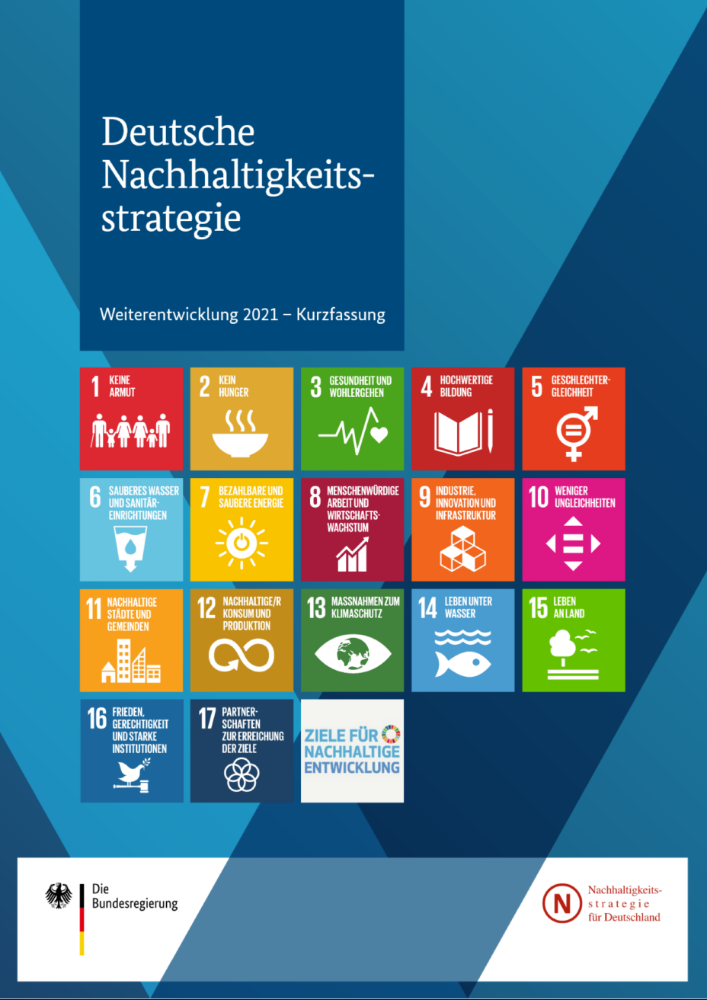 Deutsche
Nachhaltigkeits-
strategie
Weiterentwicklung 2021 – Kurzfassung
1 KEINE
ARMUT
2 KEIN
HUNGER
3 GESUNDHEIT UND
WOHLERGEHEN
4 HOCHWERTIGE
BILDUNG
5 GESCHLECHTER-
GLEICHHEIT
6 SAUBERES WASSER
UND SANITÄR-
EINRICHTUNGEN
7 BEZAHLBARE UND
SAUBERE ENERGIE
8 MENSCHENWÜRDIGE
ARBEIT UND
WIRTSCHAFTS-
WACHSTUM
9 INDUSTRIE,
INNOVATION UND
INFRASTRUKTUR
10 WENIGER
UNGLEICHHEITEN
11 NACHHALTIGE
STÄDTE UND
GEMEINDEN
12 NACHHALTIGE/R
KONSUM UND
PRODUKTION
13 MASSNAHMEN ZUM
KLIMASCHUTZ
14 LEBEN UNTER
WASSER
15 LEBEN
AN LAND
16 FRIEDEN,
GERECHTIGKEIT
UND STARKE
INSTITUTIONEN
17 PARTNER-
SCHAFTEN
ZUR ERREICHUNG
DER ZIELE
ZIELE FÜR
NACHHALTIGE
ENTWICKLUNG
Die
Bundesregierung
N
Nachhaltigkeits-
strategie
für Deutschland